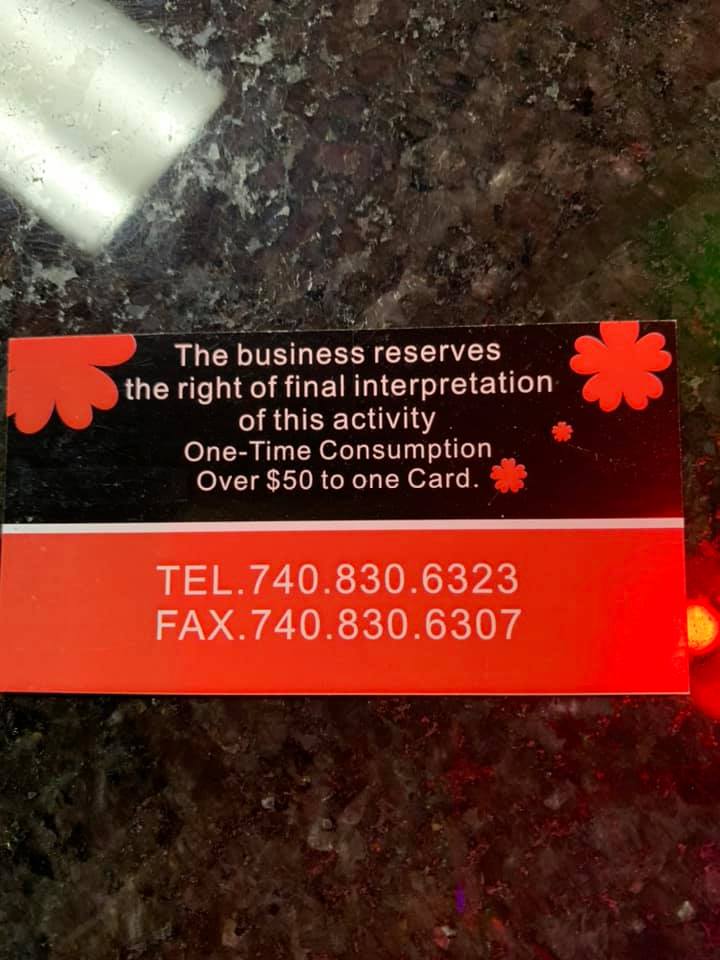 The business reserves
the right of final interpretation
of this activity
One-Time Consumption
Over $50 to one Card.
TEL.740.830.6323
FAX.740.830.6307